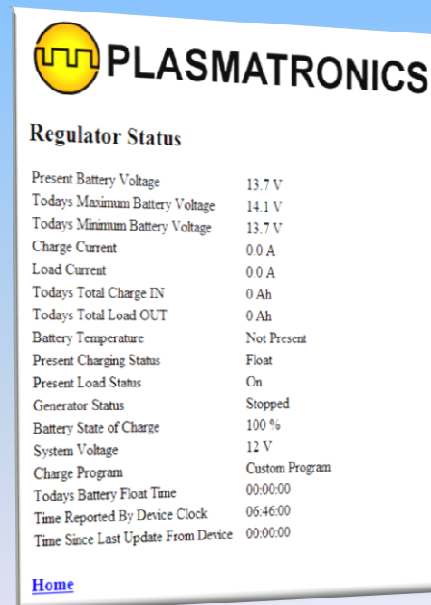 PLASMATRONICS
Regulator Status
Present Battery Voltage 13.7 V
Todays Maximum Battery Voltage 14.1 V
Todays Minimum Battery Voltage 13.7 V
Charge Current 0.0 A
Load Current 0.0 A
Todays Total Charge IN 0 Ah
Todays Total Load OUT 0 Ah
Battery Temperature Not Present
Present Charging Status Float
Present Load Status On
Generator Status Stopped
Battery State of Charge 100 %
System Voltage 12 V
Charge Program Custom Program
Todays Battery Float Time 00:00:00
Time Reported By Device Clock 06:46:00
Time Since Last Update From Device 00:00:00
Home